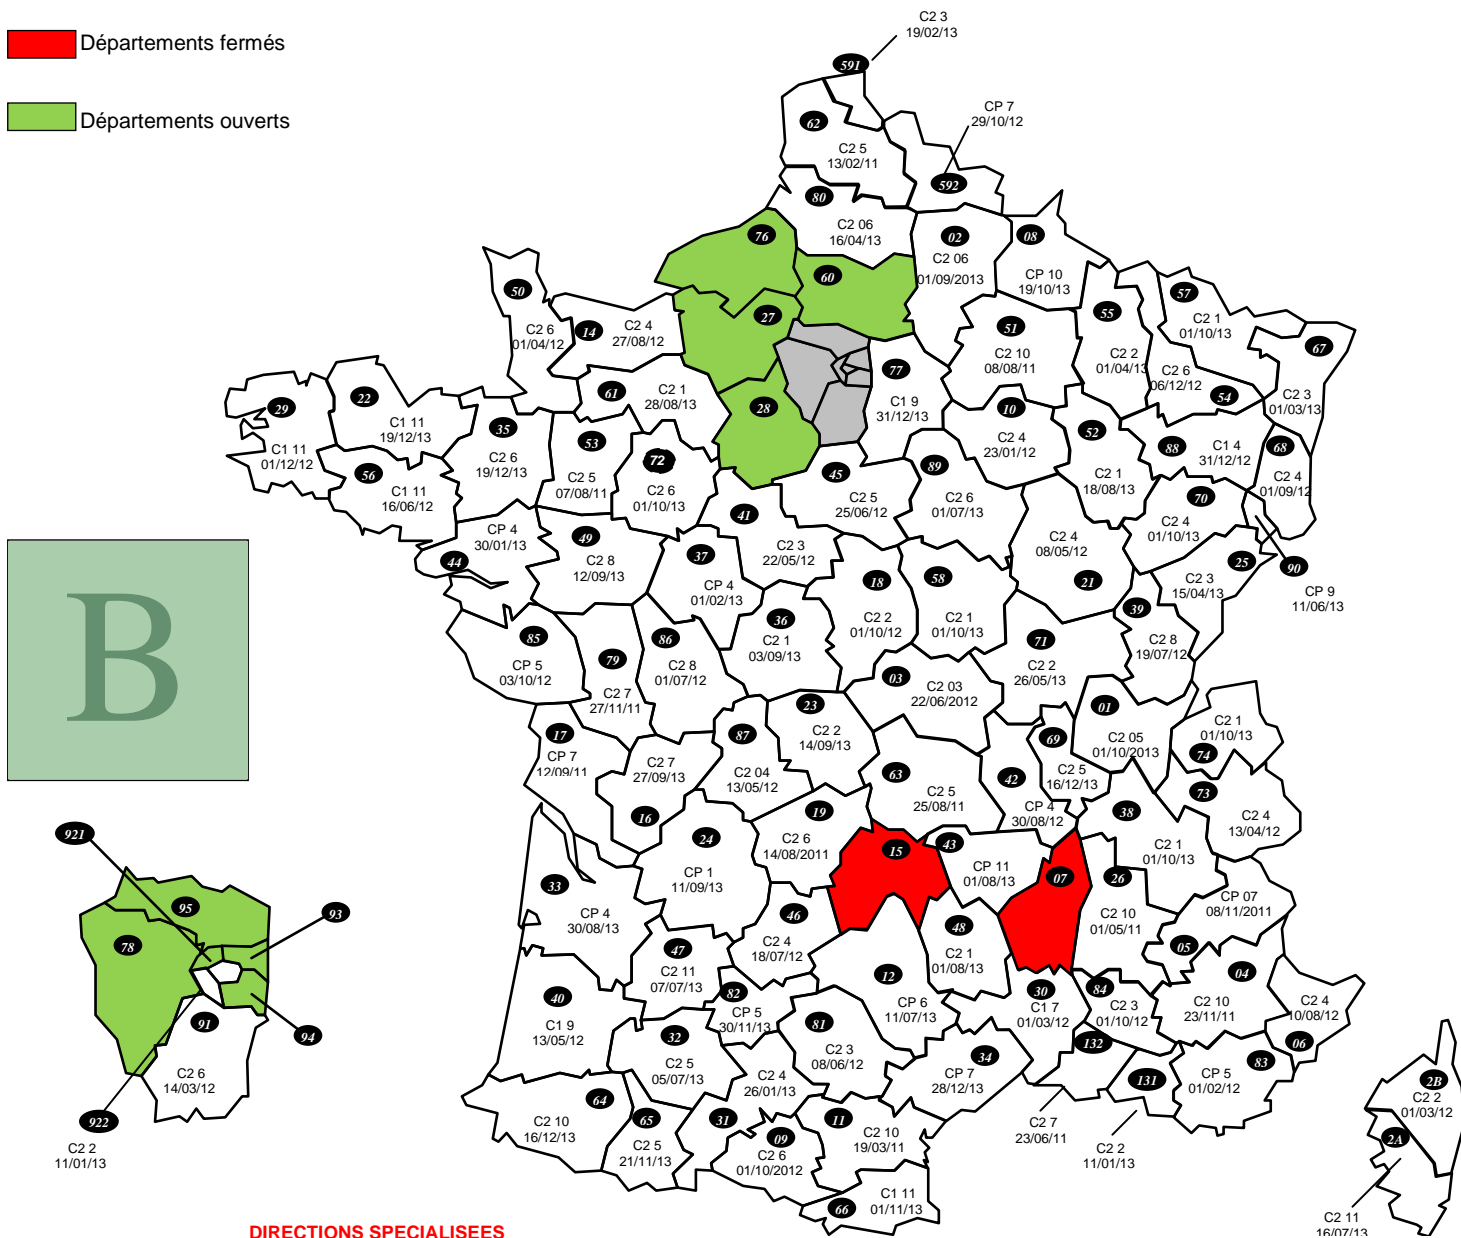 C2 3
19/02/13
Départements fermés
591
CP 7
29/10/12
Départements ouverts
62
C2 5
13/02/11
592
80
C2 06
16/04/13
76
02
C2 06
01/09/2013
08
CP 10
19/10/13
60
50
C2 6
01/04/12
14
C2 4
27/08/12
27
51
C2 10
08/08/11
55
C2 2
01/04/13
57
C2 1
01/10/13
67
C2 3
01/03/13
77
C1 9
31/12/13
C2 6
06/12/12
54
61
C2 1
28/08/13
28
10
C2 4
23/01/12
29
C1 11
01/12/12
22
C1 11
19/12/13
35
C2 6
19/12/13
53
C2 5
07/08/11
72
C2 6
01/10/13
52
C2 1
18/08/13
88
C1 4
31/12/12
68
C2 4
01/09/12
56
C1 11
16/06/12
45
C2 5
25/06/12
89
C2 6
01/07/13
70
C2 4
01/10/13
41
C2 3
22/05/12
CP 4
30/01/13
44
49
C2 8
12/09/13
37
CP 4
01/02/13
C2 4
08/05/12
21
25
C2 3
15/04/13
90
CP 9
11/06/13
18
C2 2
01/10/12
58
C2 1
01/10/13
B
39
C2 8
19/07/12
36
C2 1
03/09/13
85
CP 5
03/10/12
79
C2 7
27/11/11
86
C2 8
01/07/12
71
C2 2
26/05/13
03
C2 03
22/06/2012
23
C2 2
14/09/13
01
C2 05
01/10/2013
C2 1
01/10/13
74
17
CP 7
12/09/11
C2 7
27/09/13
16
87
C2 04
13/05/12
69
C2 5
16/12/13
63
C2 5
25/08/11
42
CP 4
30/08/12
73
C2 4
13/04/12
38
C2 1
01/10/13
19
C2 6
14/08/2011
24
CP 1
11/09/13
15
43
CP 11
01/08/13
07
26
C2 10
01/05/11
CP 07
08/11/2011
05
921
95
93
78
33
CP 4
30/08/13
46
C2 4
18/07/12
48
C2 1
01/08/13
47
C2 11
07/07/13
12
CP 6
11/07/13
04
C2 10
23/11/11
91
C2 6
14/03/12
94
40
C1 9
13/05/12
82
CP 5
30/11/13
30
C1 7
01/03/12
84
C2 3
01/10/12
C2 4
10/08/12
06
32
C2 5
05/07/13
81
C2 3
08/06/12
132
34
CP 7
28/12/13
131
83
CP 5
01/02/12
C2 4
26/01/13
31
64
C2 10
16/12/13
65
C2 5
21/11/13
2B
C2 2
01/03/12
922
C2 2
11/01/13
09
C2 6
01/10/2012
11
C2 10
19/03/11
C2 7
23/06/11
C2 2
11/01/13
2A
66
C1 11
01/11/13
C2 11
16/07/13
DIRECTIONS SPECIALISEES